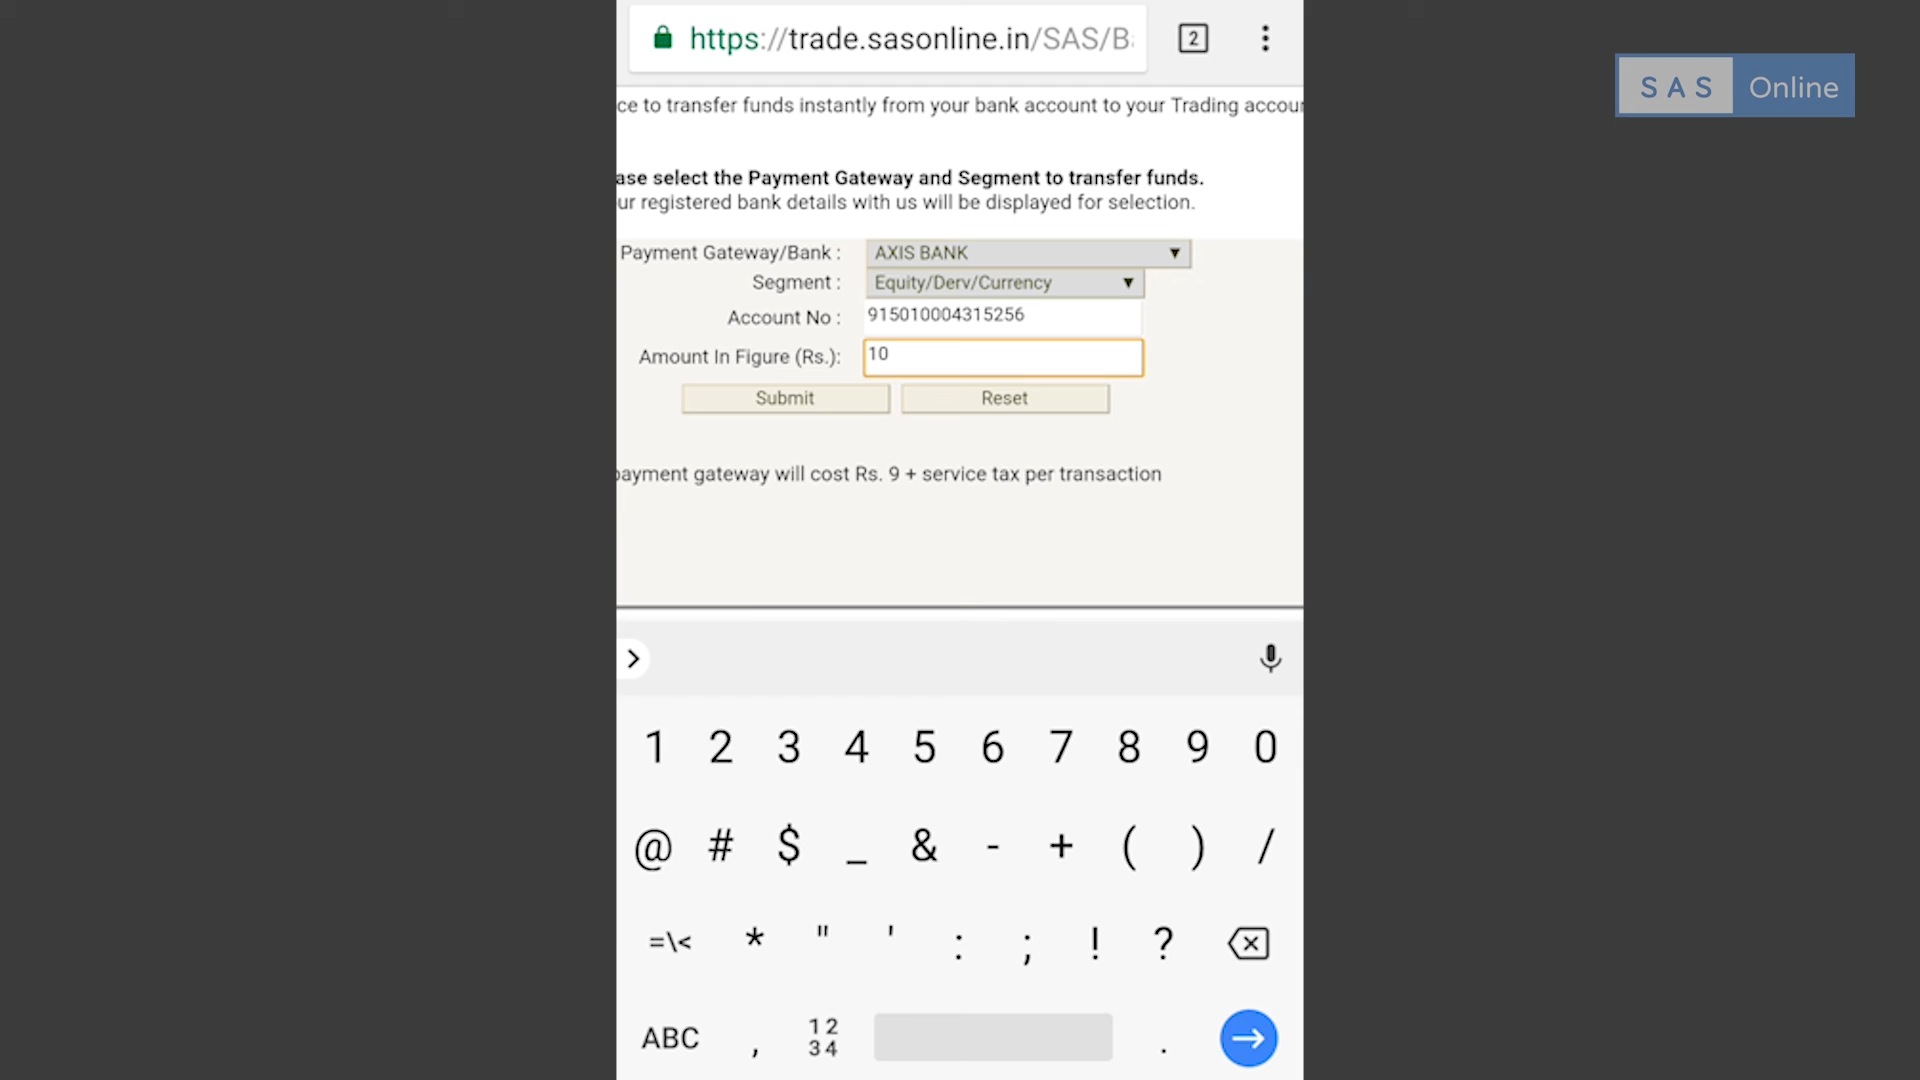 https://trade.sasonline.in/SAS/B
2
SAS Online
ce to transfer funds instantly from your bank account to your Trading accou
ase select the Payment Gateway and Segment to transfer funds.
ur registered bank details with us will be displayed for selection.
Payment Gateway/Bank : AXIS BANK
Segment : Equity/Derv/Currency
Account No : 915010004315256
Amount In Figure (Rs.): 10
Submit Reset
payment gateway will cost Rs. 9 + service tax per transaction
1 2 3 4 5 6 7 8 9 0
@ # $ _ & - + ( ) /
=\< * " ' : ; ! ?
ABC , 12 34 .